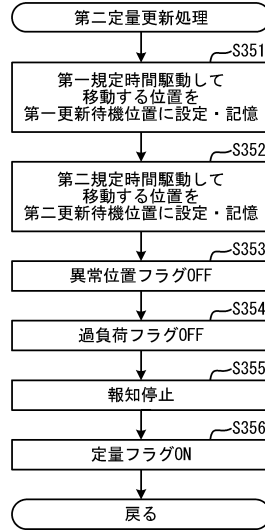 第二定量更新処理
S351
第一規定時間駆動して
移動する位置を
第一更新待機位置に設定・記憶
S352
第二規定時間駆動して
移動する位置を
第二更新待機位置に設定・記憶
S353
異常位置フラグOFF
S354
過負荷フラグOFF
S355
報知停止
S356
定量フラグON
戻る